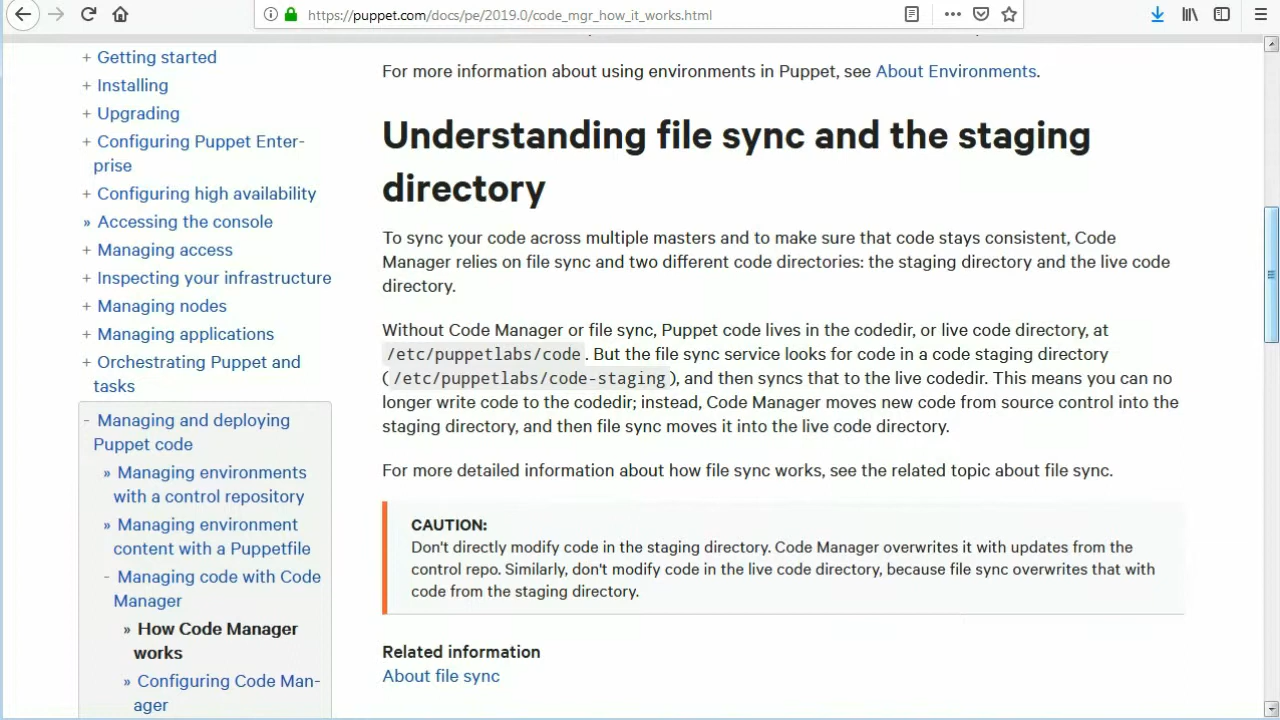 https://puppet.com/docs/pe/2019.0/code_mgr_how_it_works.html
+ Getting started
+ Installing
+ Upgrading
+ Configuring Puppet Enter-
prise
+ Configuring high availability
» Accessing the console
+ Managing access
+ Inspecting your infrastructure
+ Managing nodes
+ Managing applications
+ Orchestrating Puppet and
tasks
- Managing and deploying
Puppet code
» Managing environments
with a control repository
» Managing environment
content with a Puppetfile
- Managing code with Code
Manager
» How Code Manager
works
» Configuring Code Man-
ager
For more information about using environments in Puppet, see About Environments.
Understanding file sync and the staging
directory
To sync your code across multiple masters and to make sure that code stays consistent, Code
Manager relies on file sync and two different code directories: the staging directory and the live code
directory.
Without Code Manager or file sync, Puppet code lives in the codedir, or live code directory, at
/etc/puppetlabs/code. But the file sync service looks for code in a code staging directory
(/etc/puppetlabs/code-staging), and then syncs that to the live codedir. This means you can no
longer write code to the codedir; instead, Code Manager moves new code from source control into the
staging directory, and then file sync moves it into the live code directory.
For more detailed information about how file sync works, see the related topic about file sync.
CAUTION:
Don't directly modify code in the staging directory. Code Manager overwrites it with updates from the
control repo. Similarly, don't modify code in the live code directory, because file sync overwrites that with
code from the staging directory.
Related information
About file sync